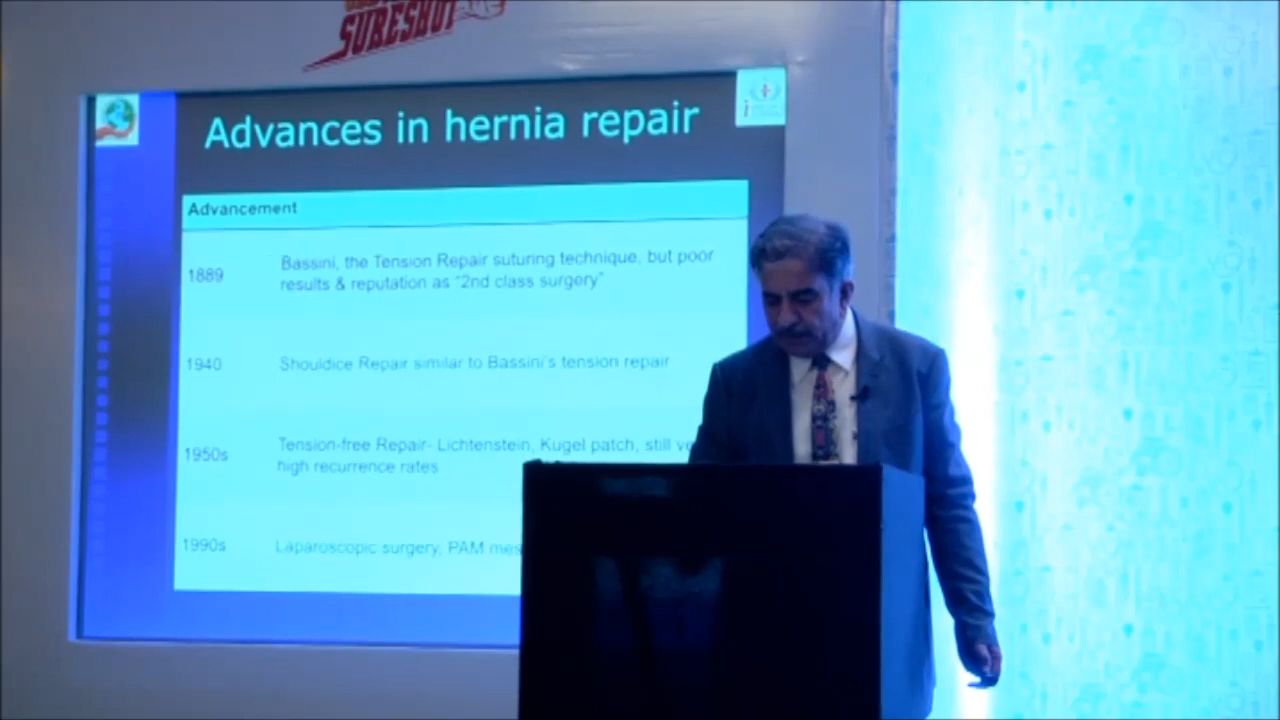 SURESHOT
Advances in hernia repair
Advancement
1889
Bassini, the Tension Repair suturing technique, but poor
results & reputation as "2nd class surgery"
1940
Shouldice Repair similar to Bassini's tension repair
1950s
Tension-free Repair- Lichtenstein, Kugel patch, still
high recurrence rates
1990s
Laparoscopic surgery, PAM